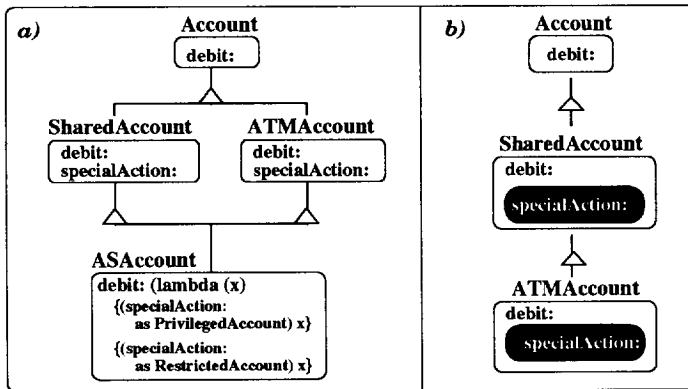 a)
Account
debit:
SharedAccount
ATMAccount
debit:
specialAction:
debit:
specialAction:
ASAccount
debit: (lambda (x)
{(specialAction:
as PrivilegedAccount) x}
{(specialAction:
as RestrictedAccount) x}
b)
Account
debit:
SharedAccount
debit:
specialAction:
ATMAccount
debit:
specialAction: